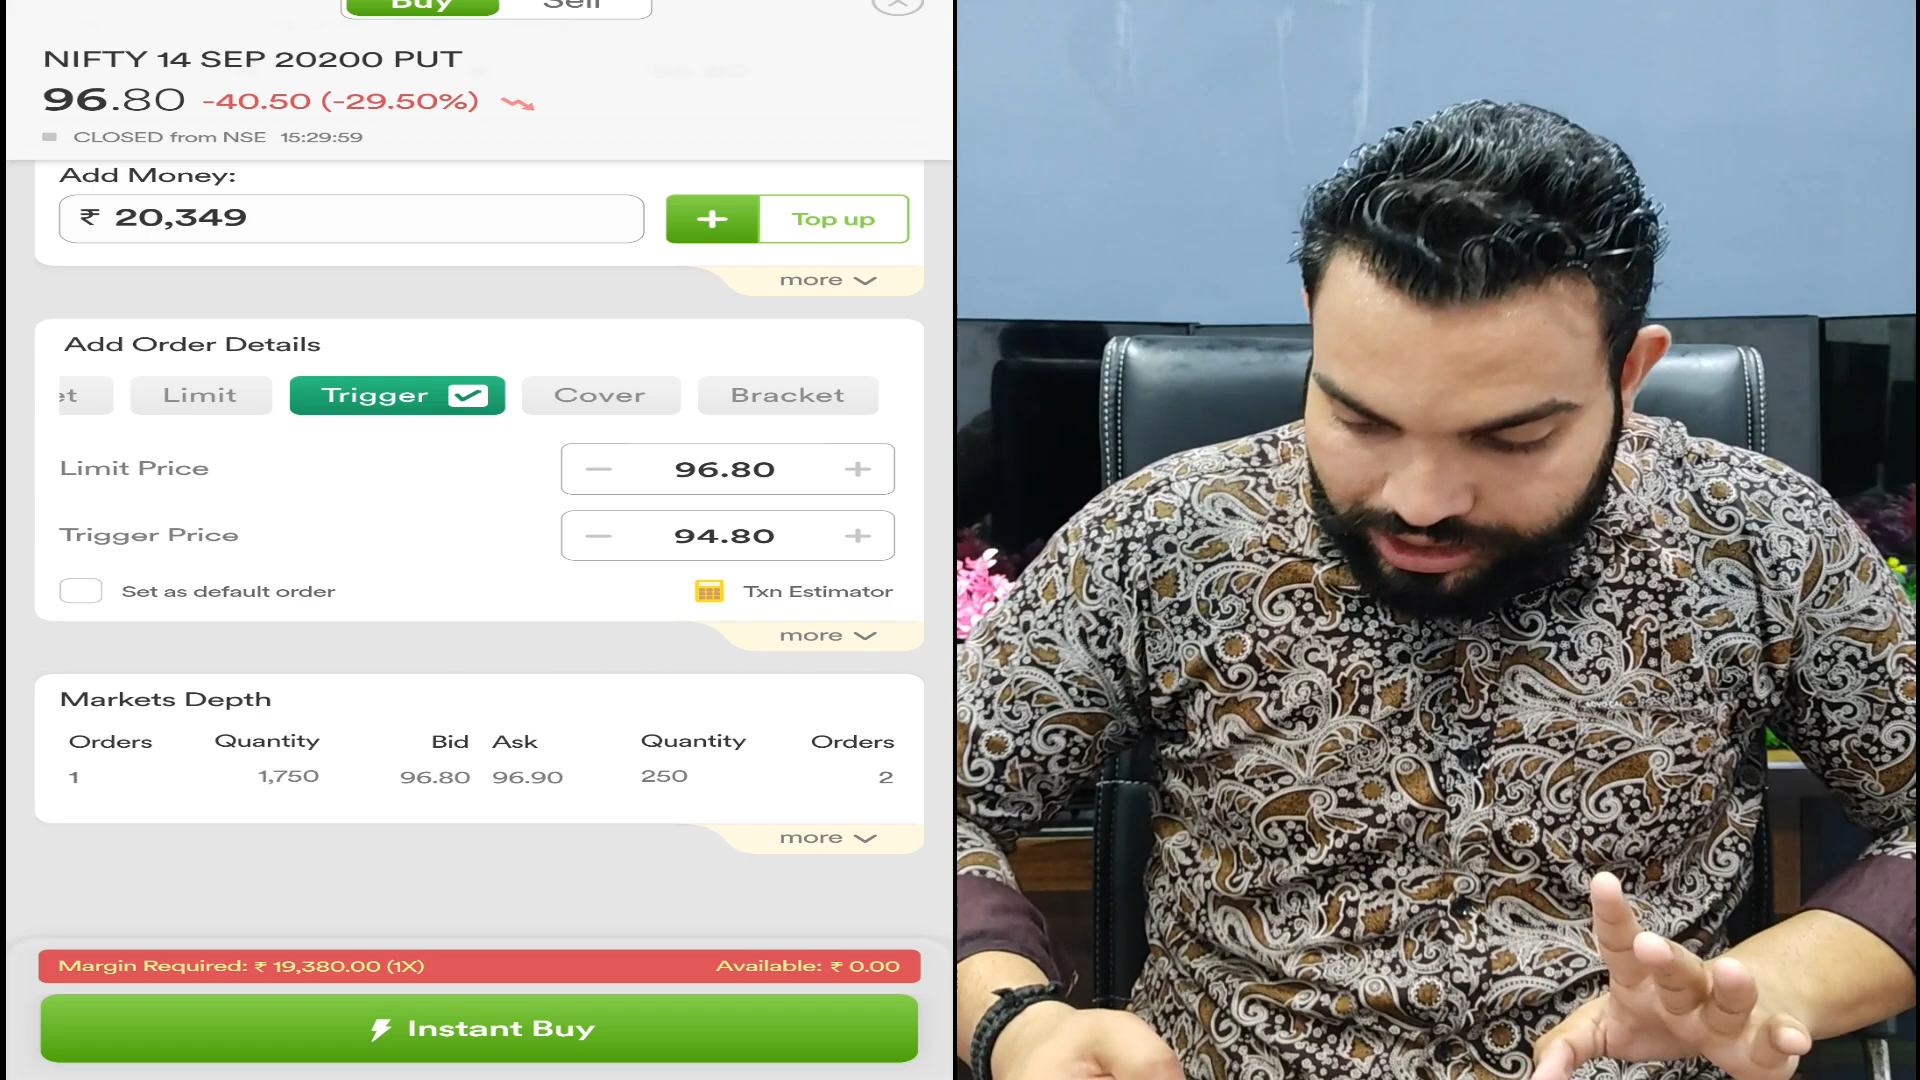 Buy Sell
NIFTY 14 SEP 20200 PUT
96.80 -40.50 (-29.50%)
CLOSED from NSE 15:29:59
Add Money:
₹ 20,349 + Top up
more
Add Order Details
et Limit Trigger Cover Bracket
Limit Price — 96.80 +
Trigger Price — 94.80 +
Set as default order Txn Estimator
more
Markets Depth
Orders Quantity Bid Ask Quantity Orders
1 1,750 96.80 96.90 250 2
more
Margin Required: ₹ 19,380.00 (1X) Available: ₹ 0.00
Instant Buy